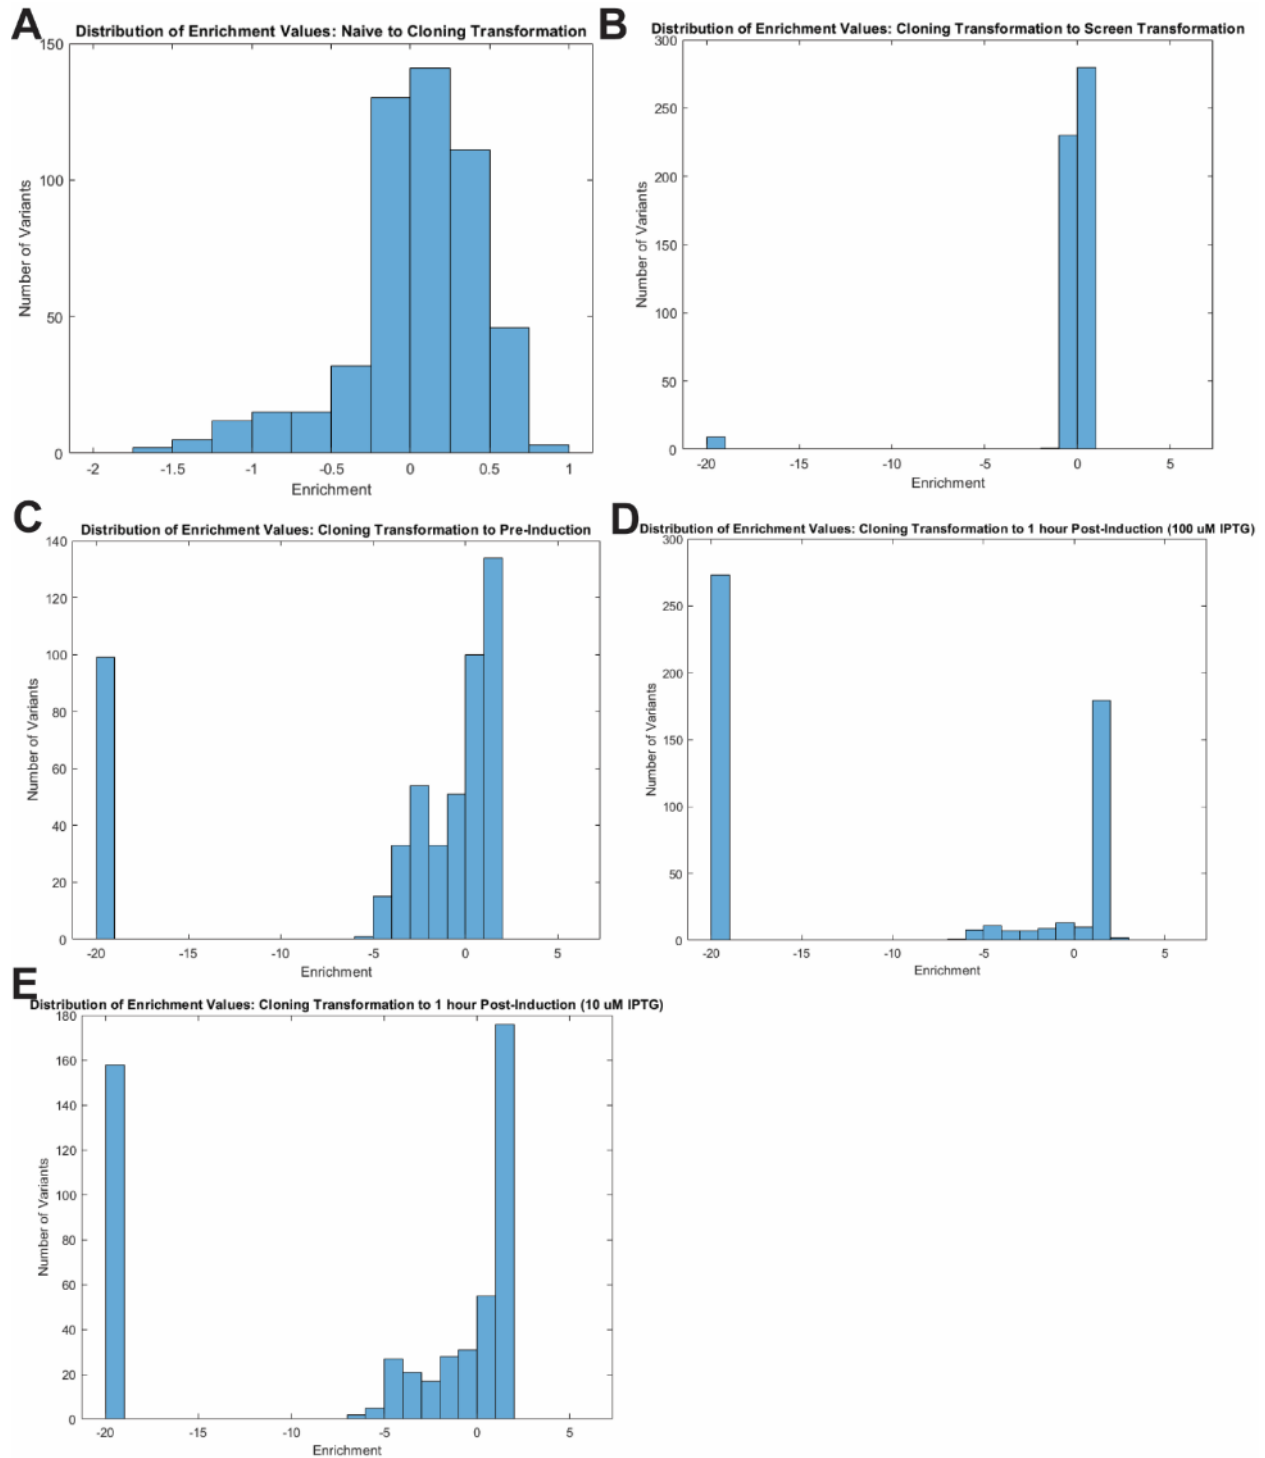 A
Distribution of Enrichment Values: Naive to Cloning Transformation
150
100
50
0
Number of Variants
-2 -1.5 -1 -0.5 0 0.5 1
Enrichment
B
Distribution of Enrichment Values: Cloning Transformation to Screen Transformation
300
250
200
150
100
50
0
Number of Variants
-20 -15 -10 -5 0 5
Enrichment
C
Distribution of Enrichment Values: Cloning Transformation to Pre-Induction
140
120
100
80
60
40
20
0
Number of Variants
-20 -15 -10 -5 0 5
Enrichment
D
Distribution of Enrichment Values: Cloning Transformation to 1 hour Post-Induction (100 uM IPTG)
300
250
200
150
100
50
0
Number of Variants
-20 -15 -10 -5 0 5
Enrichment
E
Distribution of Enrichment Values: Cloning Transformation to 1 hour Post-Induction (10 uM IPTG)
180
160
140
120
100
80
60
40
20
0
Number of Variants
-20 -15 -10 -5 0 5
Enrichment